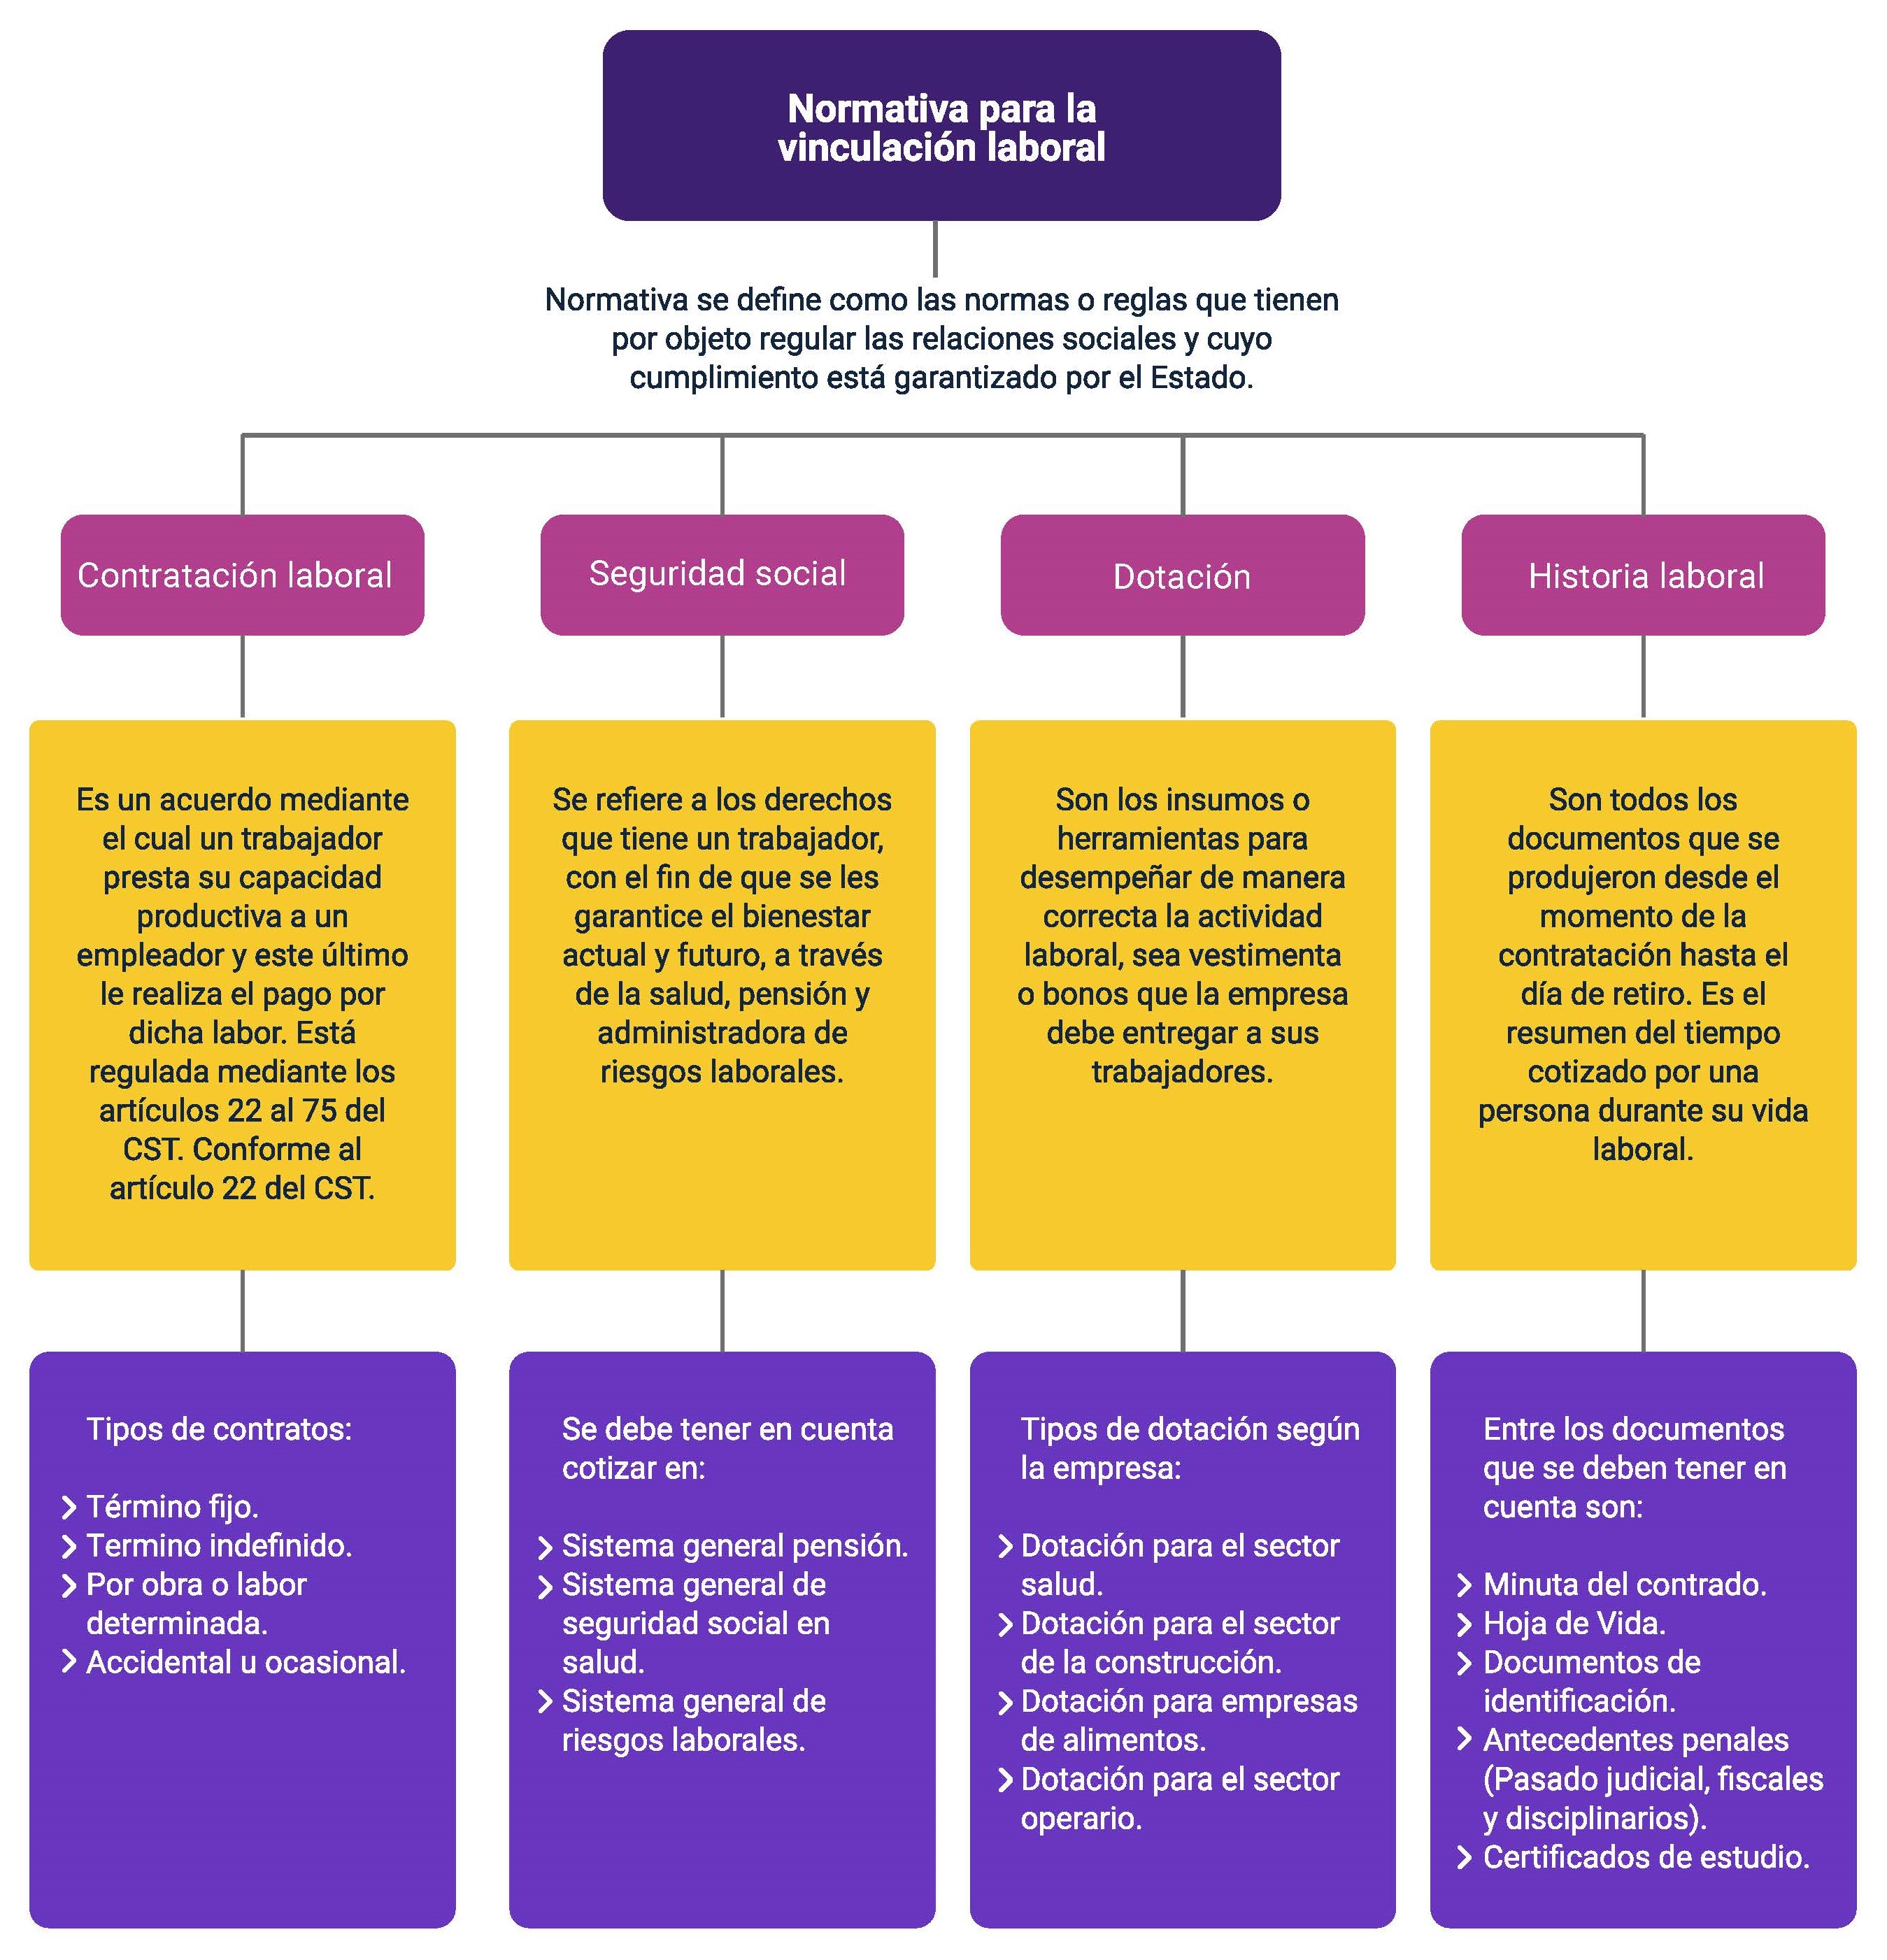 Normativa para la
vinculación laboral
Normativa se define como las normas o reglas que tienen
por objeto regular las relaciones sociales y cuyo
cumplimiento está garantizado por el Estado.
Contratación laboral
Es un acuerdo mediante
el cual un trabajador
presta su capacidad
productiva a un
empleador y este último
le realiza el pago por
dicha labor. Está
regulada mediante los
artículos 22 al 75 del
CST. Conforme al
artículo 22 del CST.
Tipos de contratos:
Término fijo.
Termino indefinido.
Por obra o labor
determinada.
Accidental u ocasional.
Seguridad social
Se refiere a los derechos
que tiene un trabajador,
con el fin de que se les
garantice el bienestar
actual y futuro, a través
de la salud, pensión y
administradora de
riesgos laborales.
Se debe tener en cuenta
cotizar en:
Sistema general pensión.
Sistema general de
seguridad social en
salud.
Sistema general de
riesgos laborales.
Dotación
Son los insumos o
herramientas para
desempeñar de manera
correcta la actividad
laboral, sea vestimenta
o bonos que la empresa
debe entregar a sus
trabajadores.
Tipos de dotación según
la empresa:
Dotación para el sector
salud.
Dotación para el sector
de la construcción.
Dotación para empresas
de alimentos.
Dotación para el sector
operario.
Historia laboral
Son todos los
documentos que se
produjeron desde el
momento de la
contratación hasta el
día de retiro. Es el
resumen del tiempo
cotizado por una
persona durante su vida
laboral.
Entre los documentos
que se deben tener en
cuenta son:
Minuta del contrado.
Hoja de Vida.
Documentos de
identificación.
Antecedentes penales
(Pasado judicial, fiscales
y disciplinarios).
Certificados de estudio.